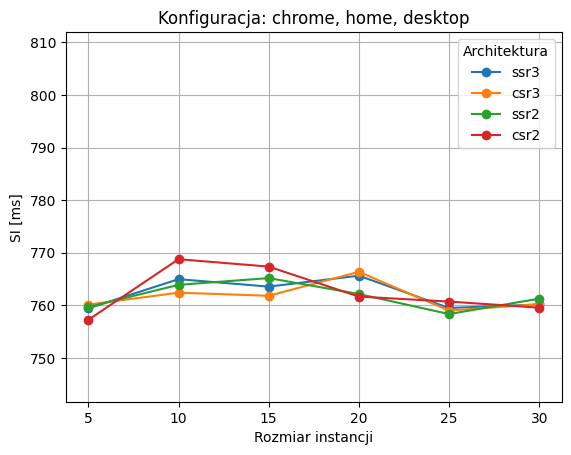 Konfiguracja: chrome, home, desktop
810
800
790
780
770
760
750
SI [ms]
Architektura
ssr3
csr3
ssr2
csr2
5 10 15 20 25 30
Rozmiar instancji